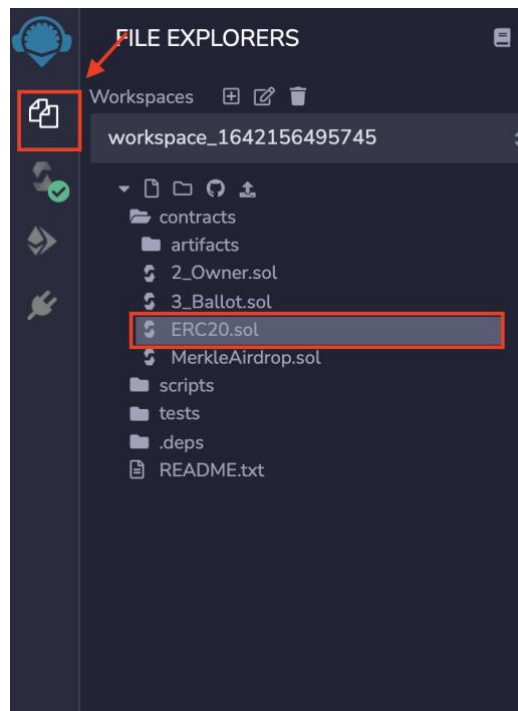 FILE EXPLORERS
Workspaces
workspace_1642156495745
contracts
artifacts
2_Owner.sol
3_Ballot.sol
ERC20.sol
MerkleAirdrop.sol
scripts
tests
.deps
README.txt